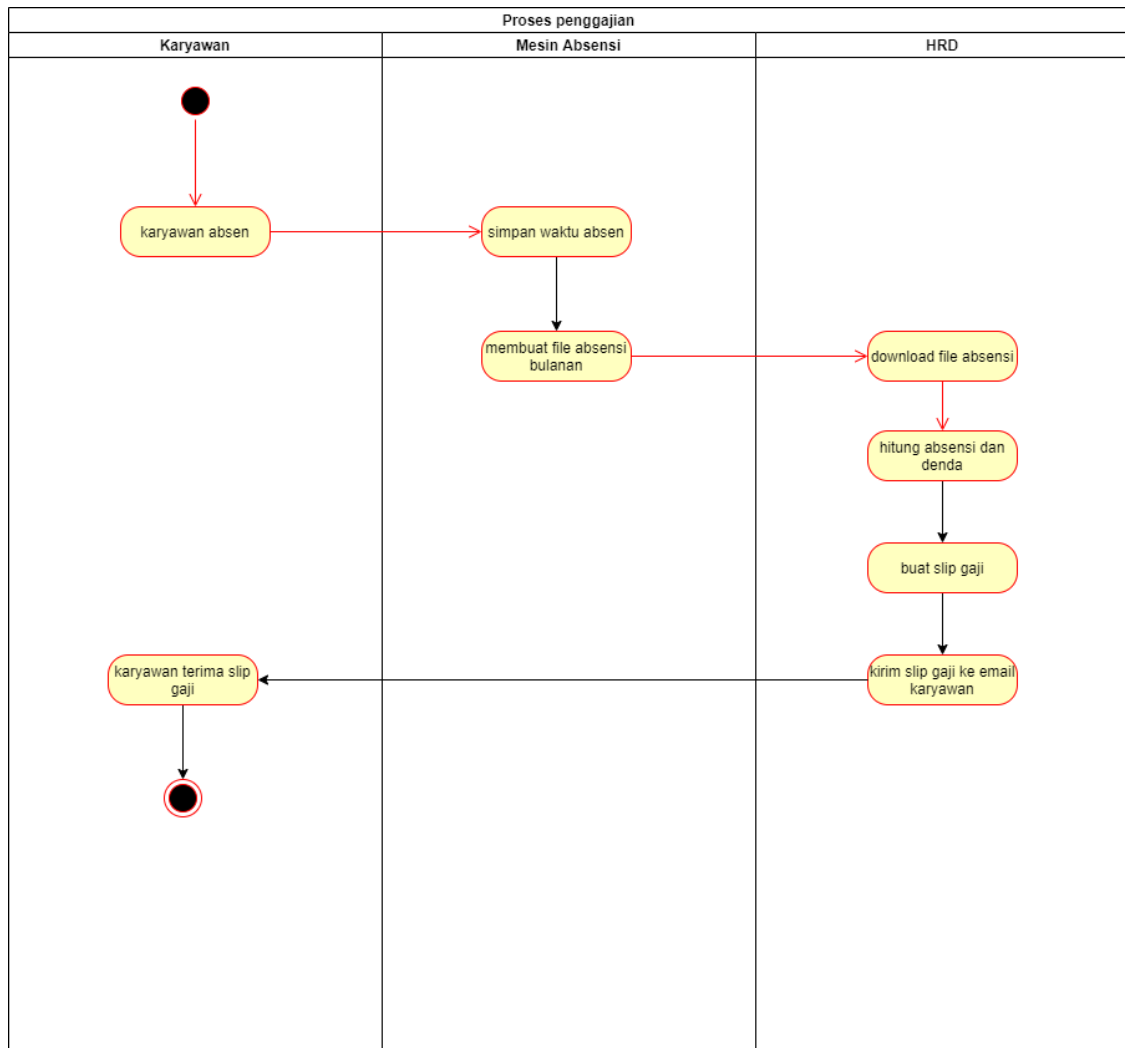 Proses penggajian
Karyawan
Mesin Absensi
HRD
karyawan absen
simpan waktu absen
membuat file absensi
bulanan
download file absensi
hitung absensi dan
denda
buat slip gaji
kirim slip gaji ke email
karyawan
karyawan terima slip
gaji